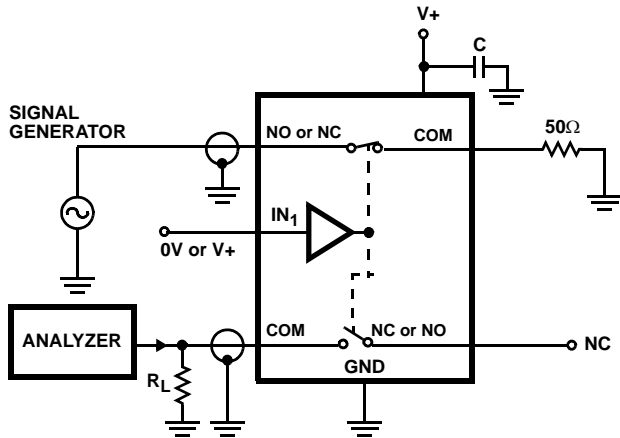 V+
C
SIGNAL
GENERATOR
NO or NC
COM
50Ω
IN1
0V or V+
ANALYZER
COM
NC or NO
NC
GND
RL